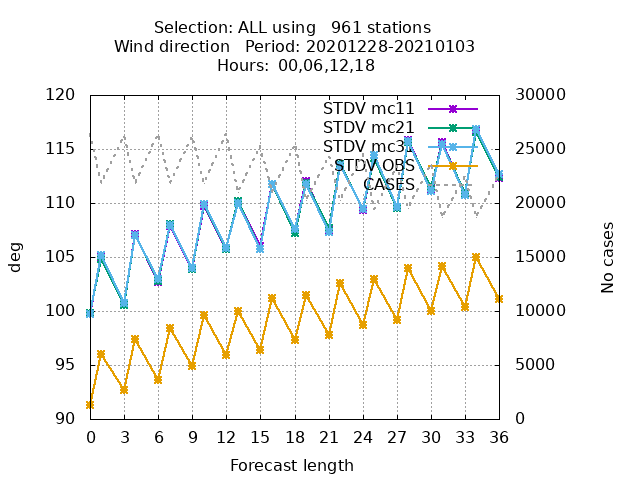 Selection: ALL using   961 stations
Wind direction   Period: 20201228-20210103
Hours:  00,06,12,18
120
115
110
105
100
95
90
deg
30000
25000
20000
15000
10000
5000
0
No cases
STDV mc11
STDV mc21
STDV mc31
STDV OBS
CASES
0 3 6 9 12 15 18 21 24 27 30 33 36
Forecast length